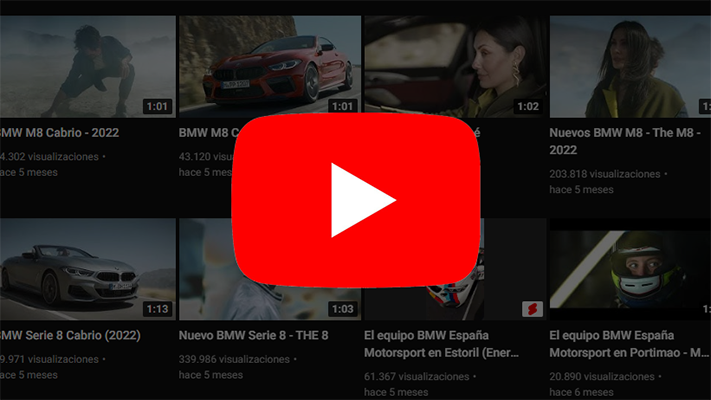 1:01
1:01
1:02
BMW M8 Cabrio - 2022
BMW M8 C
é
Nuevos BMW M8 - The M8 -
2022
4.302 visualizaciones •
43.120 visualizaciones
203.818 visualizaciones •
hace 5 meses
hace 5 meses
hace 5 meses
1:13
1:03
BMW Serie 8 Cabrio (2022)
Nuevo BMW Serie 8 - THE 8
El equipo BMW España
Motorsport en Estoril (Ener...
El equipo BMW España
Motorsport en Portimao - M...
9.971 visualizaciones •
339.986 visualizaciones •
61.367 visualizaciones •
20.890 visualizaciones •
hace 5 meses
hace 5 meses
hace 5 meses
hace 6 meses